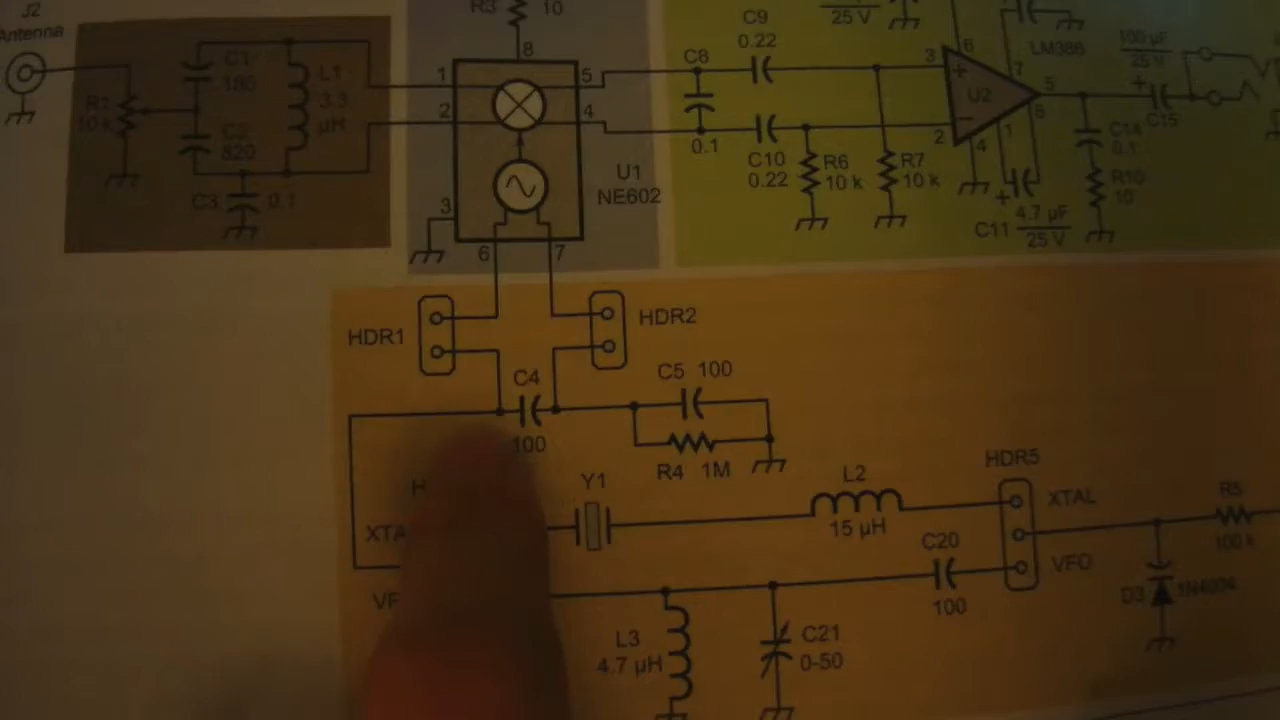 J2
Antenna
R1
10 k
C1
180
C2
820
L1
3.3
µH
C3
0.1
R3
10
8
1
2
3
5
4
6
7
U1
NE602
C8
0.1
C9
0.22
C10
0.22
R6
10 k
R7
10 k
25 V
3
2
6
7
LM386
U2
5
1
4
C11
4.7 µF
25 V
100 µF
25 V
C15
C14
0.1
R10
10
HDR1
HDR2
C4
100
C5 100
R4 1M
Y1
XTA
VF
L2
15 µH
HDR5
XTAL
VFO
C20
100
L3
4.7 µH
C21
0-50
R5
100 k
D3